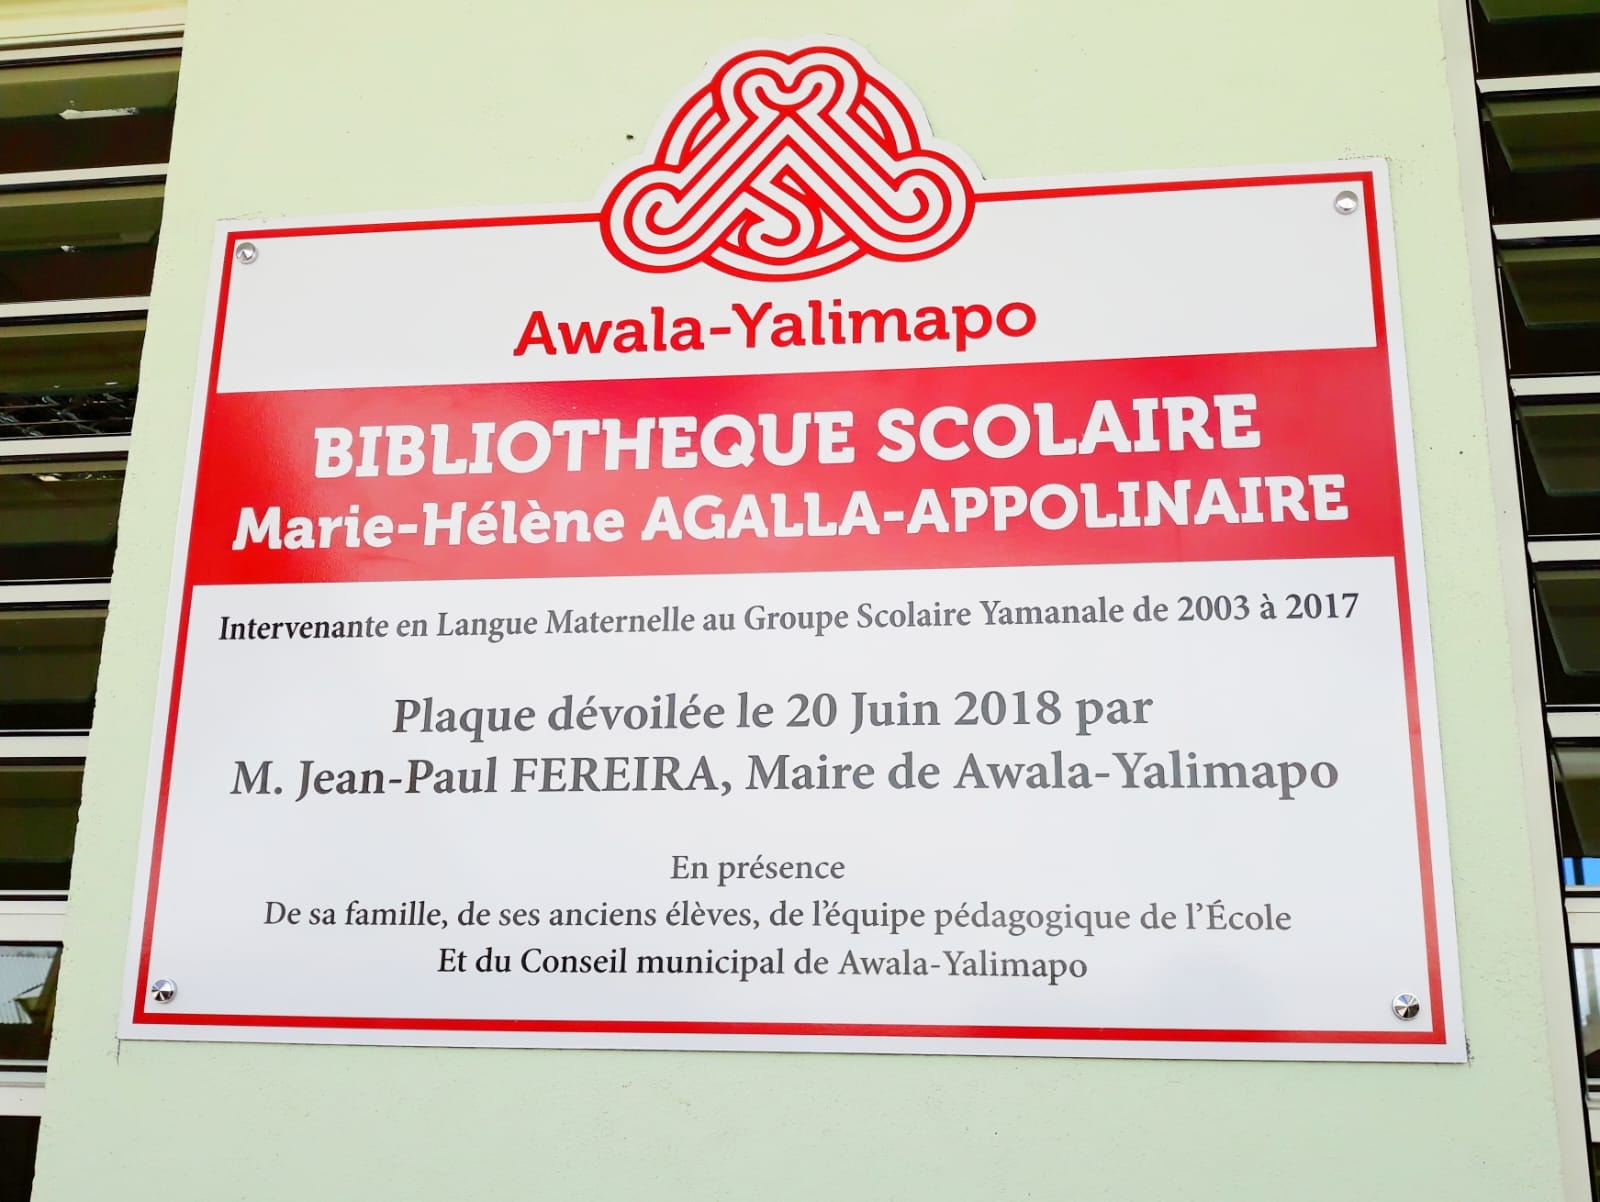 Awala-Yalimapo
BIBLIOTHEQUE SCOLAIRE
Marie-Hélène AGALLA-APPOLINAIRE
Intervenante en Langue Maternelle au Groupe Scolaire Yamanale de 2003 à 2017
Plaque dévoilée le 20 Juin 2018 par
M. Jean-Paul FEREIRA, Maire de Awala-Yalimapo
En présence
De sa famille, de ses anciens élèves, de l’équipe pédagogique de l’École
Et du Conseil municipal de Awala-Yalimapo